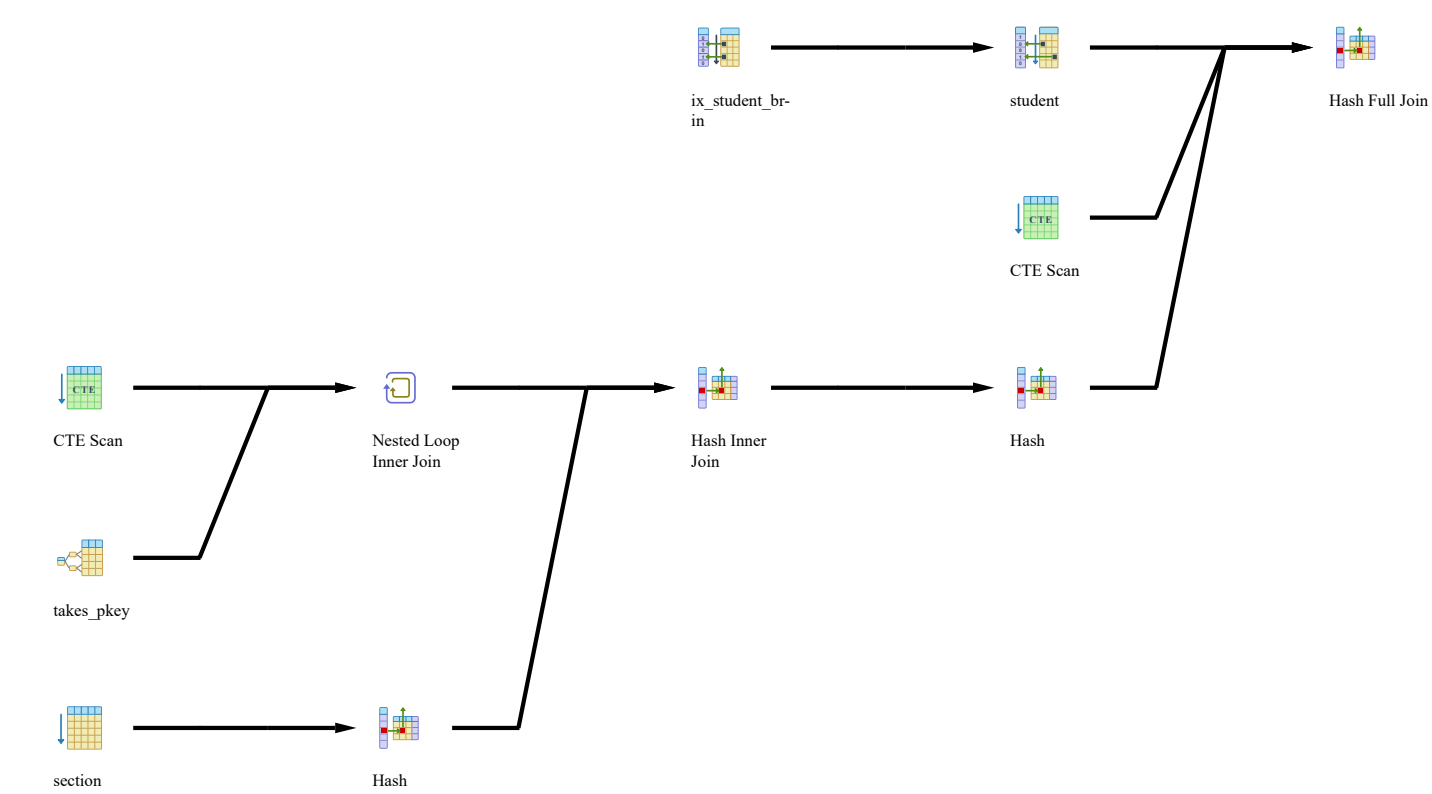 ix_student_br-
in
student
Hash Full Join
CTE
CTE Scan
CTE
CTE Scan
Nested Loop
Inner Join
Hash Inner
Join
Hash
takes_pkey
section
Hash